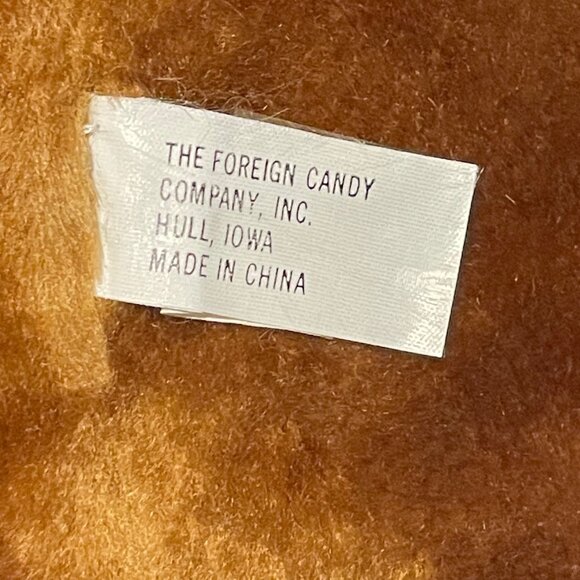 THE FOREIGN CANDY
COMPANY, INC.
HULL, IOWA
MADE IN CHINA